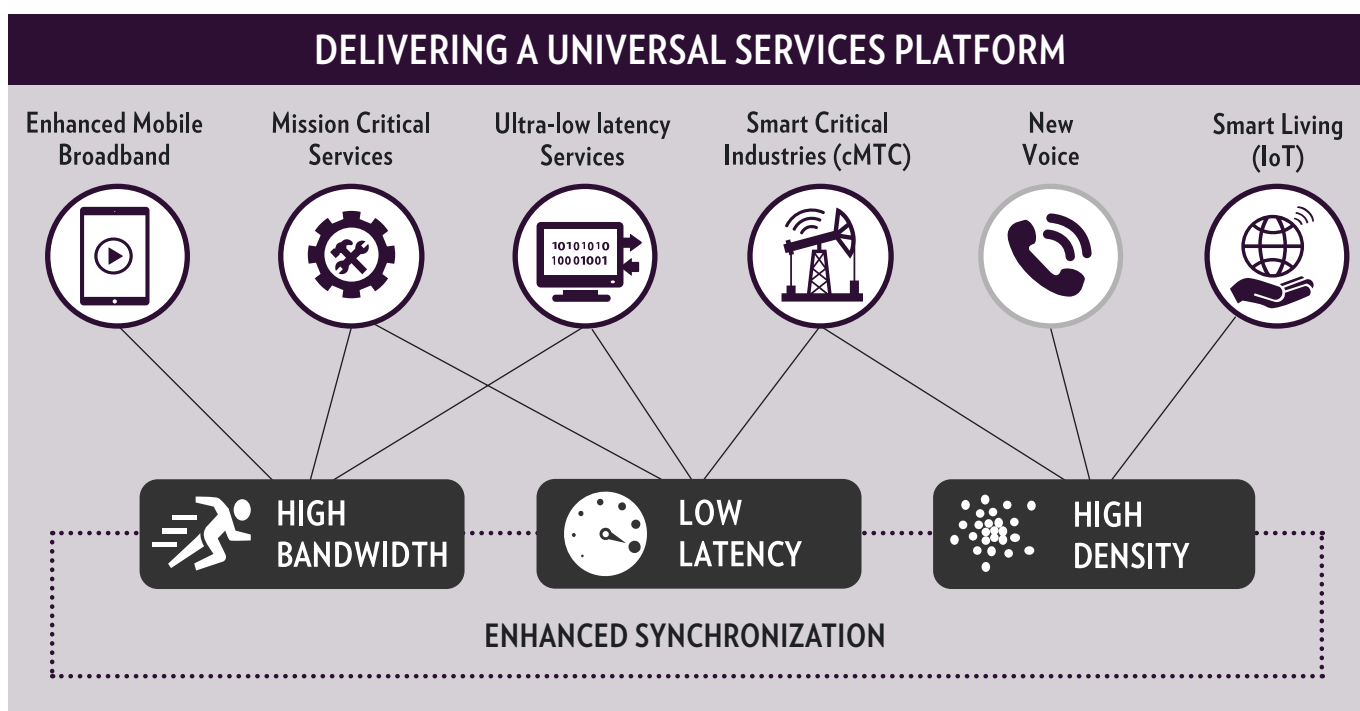 DELIVERING A UNIVERSAL SERVICES PLATFORM
Enhanced Mobile
Broadband
Mission Critical
Services
Ultra-low latency
Services
Smart Critical
Industries (cMTC)
New
Voice
Smart Living
(IoT)
10101010
10001001
HIGH
BANDWIDTH
LOW
LATENCY
HIGH
DENSITY
ENHANCED SYNCHRONIZATION